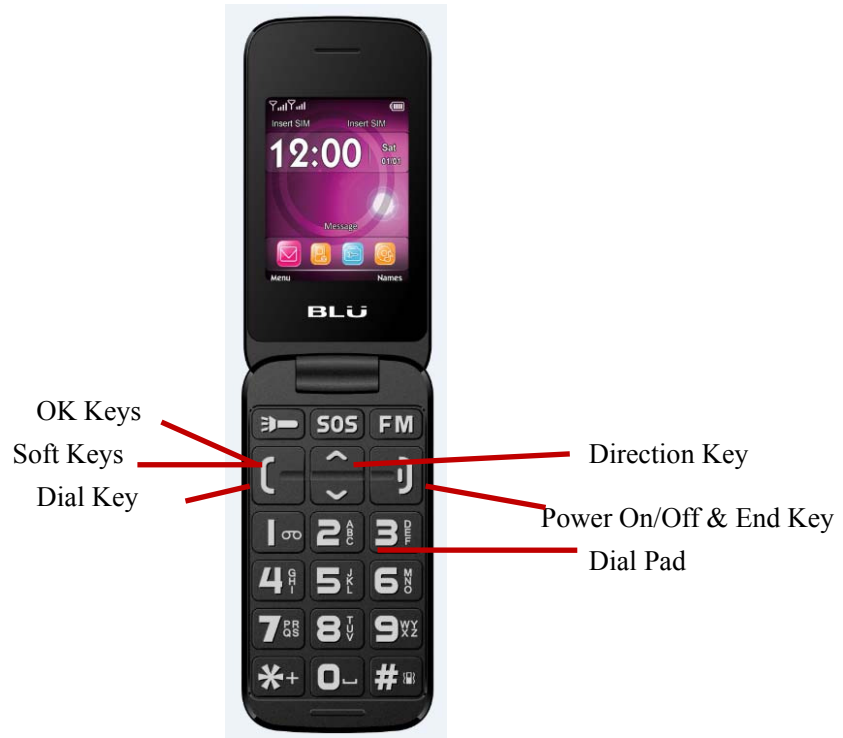 Insert SIM Insert SIM
12:00 Sat
01/01
Message
Menu Names
BLU
OK Keys
Soft Keys
Dial Key
SOS FM
Direction Key
Power On/Off & End Key
Dial Pad
1 2 ABC 3 DEF
4 GHI 5 JKL 6 MNO
7 PRQS 8 TUV 9 WYXZ
*+ 0 #